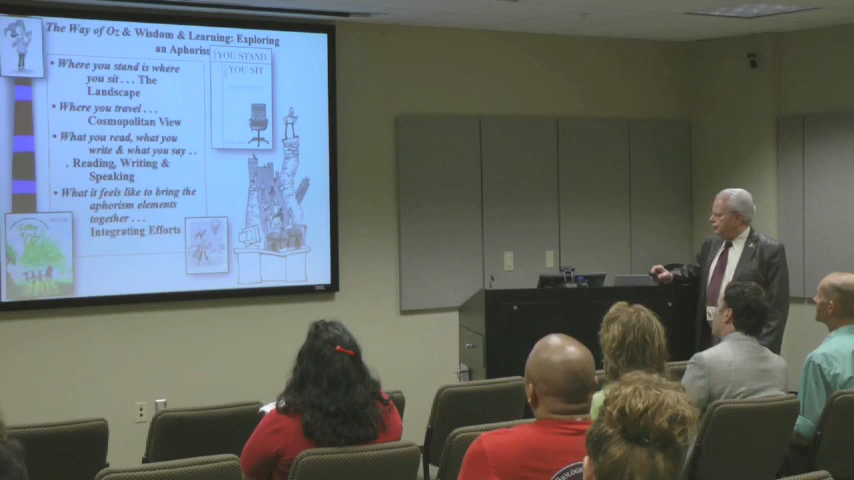 The Way of Oz & Wisdom & Learning: Exploring
an Aphorism
• Where you stand is where
you sit . . . The
Landscape
• Where you travel . . .
Cosmopolitan View
• What you read, what you
write & what you say . .
. Reading, Writing &
Speaking
• What it feels like to bring the
aphorism elements
together . . .
Integrating Efforts
YOU STAND
YOU SIT